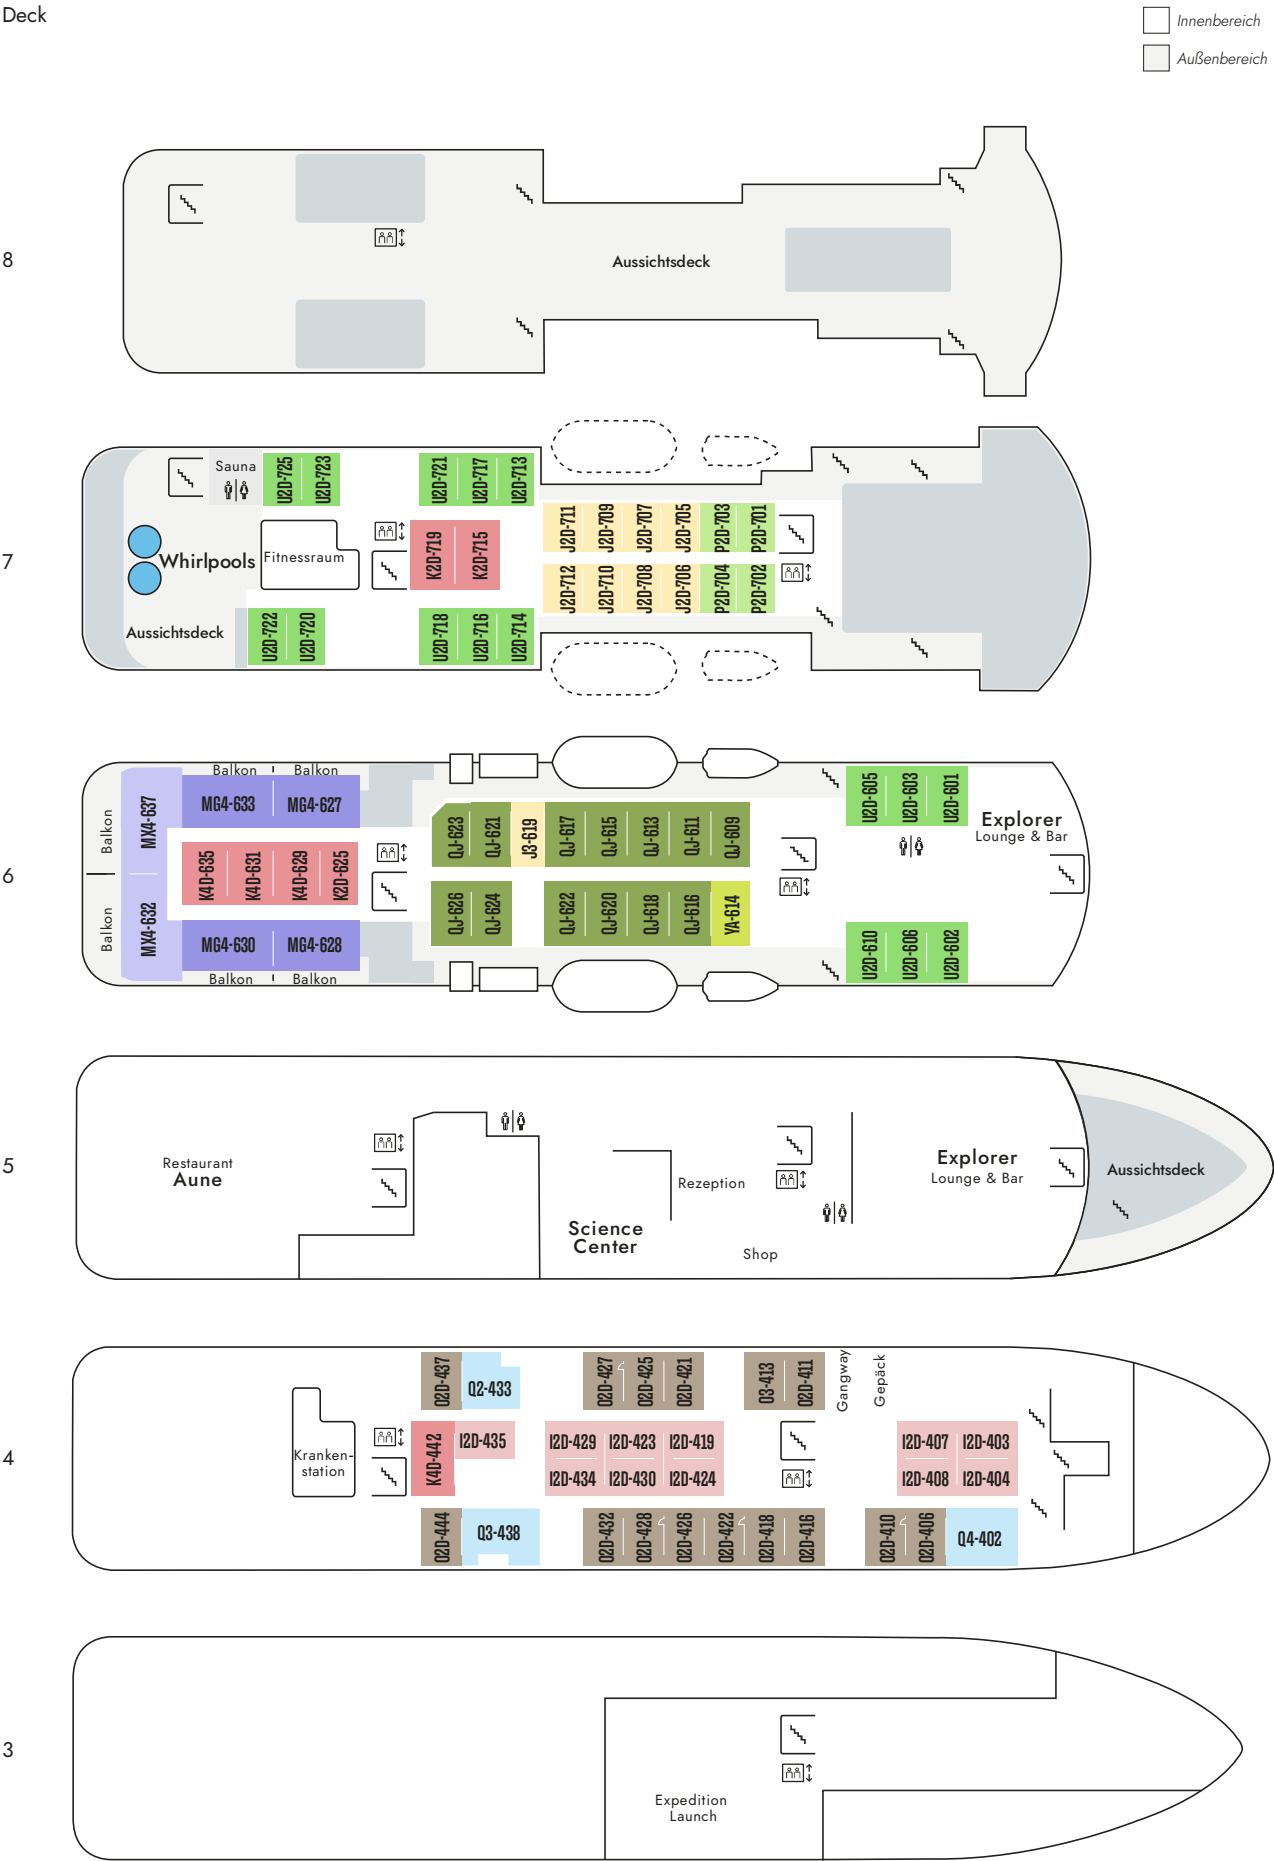 Deck
Innenbereich
Außenbereich
8
Aussichtsdeck
7
Sauna
U2D-725
U2D-723
U2D-721
U2D-717
U2D-713
J2D-711
J2D-709
J2D-707
J2D-705
P2D-703
P2D-701
Whirlpools
Fitnessraum
K2D-719
K2D-715
J2D-712
J2D-710
J2D-708
J2D-706
P2D-704
P2D-702
Aussichtsdeck
U2D-722
U2D-720
U2D-718
U2D-716
U2D-714
6
Balkon
Balkon
Balkon
MX4-637
MG4-633
MG4-627
QJ-623
QJ-621
J3-619
QJ-617
QJ-615
QJ-613
QJ-611
QJ-609
U2D-605
U2D-603
U2D-601
Explorer
Lounge & Bar
K4D-635
K4D-631
K4D-629
K2D-625
Balkon
MX4-632
MG4-630
MG4-628
QJ-626
QJ-624
QJ-622
QJ-620
QJ-618
QJ-616
YA-614
U2D-610
U2D-606
U2D-602
Balkon
Balkon
5
Restaurant
Aune
Rezeption
Science
Center
Shop
Explorer
Lounge & Bar
Aussichtsdeck
4
O2D-437
Q2-433
O2D-427
O2D-425
O2D-421
O3-413
O2D-411
Gangway
Gepäck
Kranken-
station
K4D-442
I2D-435
I2D-429
I2D-423
I2D-419
I2D-407
I2D-403
I2D-434
I2D-430
I2D-424
I2D-408
I2D-404
O2D-444
Q3-438
O2D-432
O2D-428
O2D-426
O2D-422
O2D-418
O2D-416
O2D-410
O2D-406
Q4-402
3
Expedition
Launch